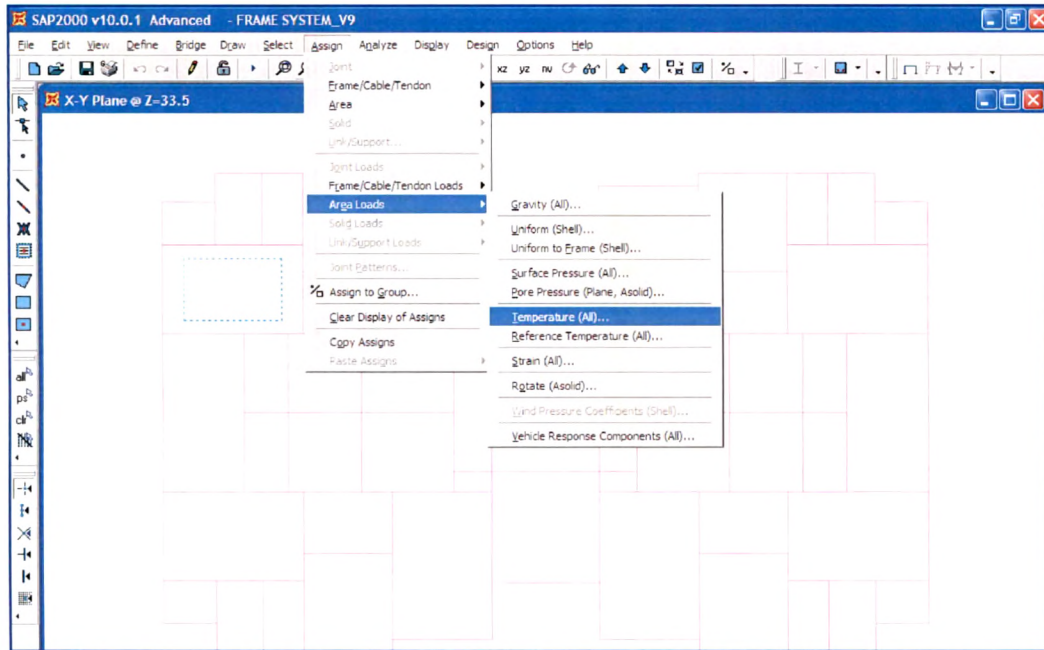 SAP2000 v10.0.1 Advanced - FRAME SYSTEM_V9
File Edit View Define Bridge Draw Select Assign Analyze Display Design Options Help
xz yz nv
X-Y Plane @ Z=33.5
Joint
Frame/Cable/Tendon
Area
Solid
Link/Support...
Joint Loads
Frame/Cable/Tendon Loads
Area Loads
Solid Loads
Link/Support Loads
Joint Patterns...
Assign to Group...
Clear Display of Assigns
Copy Assigns
Paste Assigns
Gravity (All)...
Uniform (Shell)...
Uniform to Frame (Shell)...
Surface Pressure (All)...
Pore Pressure (Plane, Asolid)...
Temperature (All)...
Reference Temperature (All)...
Strain (All)...
Rotate (Asolid)...
Wind Pressure Coefficients (Shell)...
Vehicle Response Components (All)...
all
ps
clr